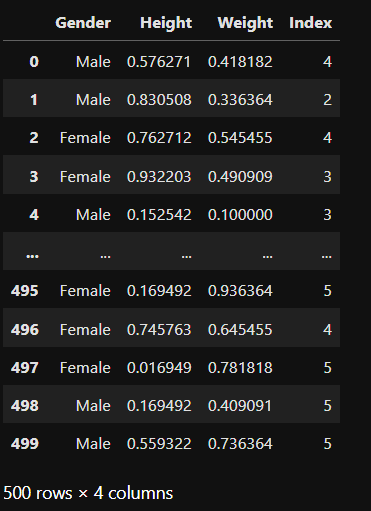 Gender Height Weight Index
0 Male 0.576271 0.418182 4
1 Male 0.830508 0.336364 2
2 Female 0.762712 0.545455 4
3 Female 0.932203 0.490909 3
4 Male 0.152542 0.100000 3
... ... ... ... ...
495 Female 0.169492 0.936364 5
496 Female 0.745763 0.645455 4
497 Female 0.016949 0.781818 5
498 Male 0.169492 0.409091 5
499 Male 0.559322 0.736364 5
500 rows × 4 columns